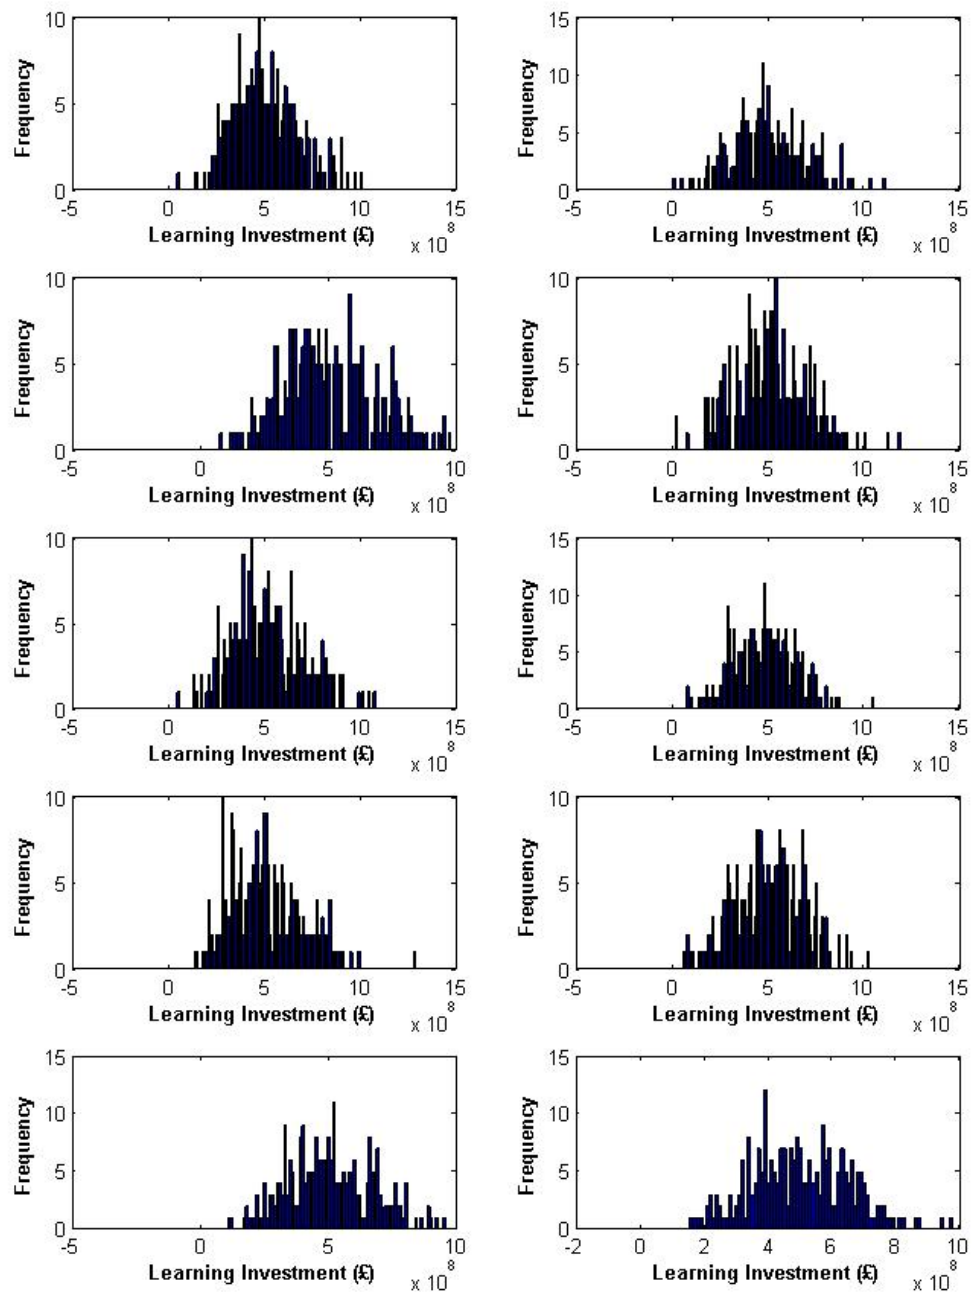 10 15
Frequency Frequency
5 10
5
0 0
-5 0 5 10 15 -5 0 5 10 15
Learning Investment (£) Learning Investment (£)
x 10^8 x 10^8
10 10
Frequency Frequency
5 5
0 0
-5 0 5 10 -5 0 5 10 15
Learning Investment (£) Learning Investment (£)
x 10^8 x 10^8
10 15
Frequency Frequency
5 10
5
0 0
-5 0 5 10 15 -5 0 5 10 15
Learning Investment (£) Learning Investment (£)
x 10^8 x 10^8
10 10
Frequency Frequency
5 5
0 0
-5 0 5 10 15 -5 0 5 10 15
Learning Investment (£) Learning Investment (£)
x 10^8 x 10^8
15 15
10 10
Frequency Frequency
5 5
0 0
-5 0 5 10 -2 0 2 4 6 8 10
Learning Investment (£) Learning Investment (£)
x 10^8 x 10^8